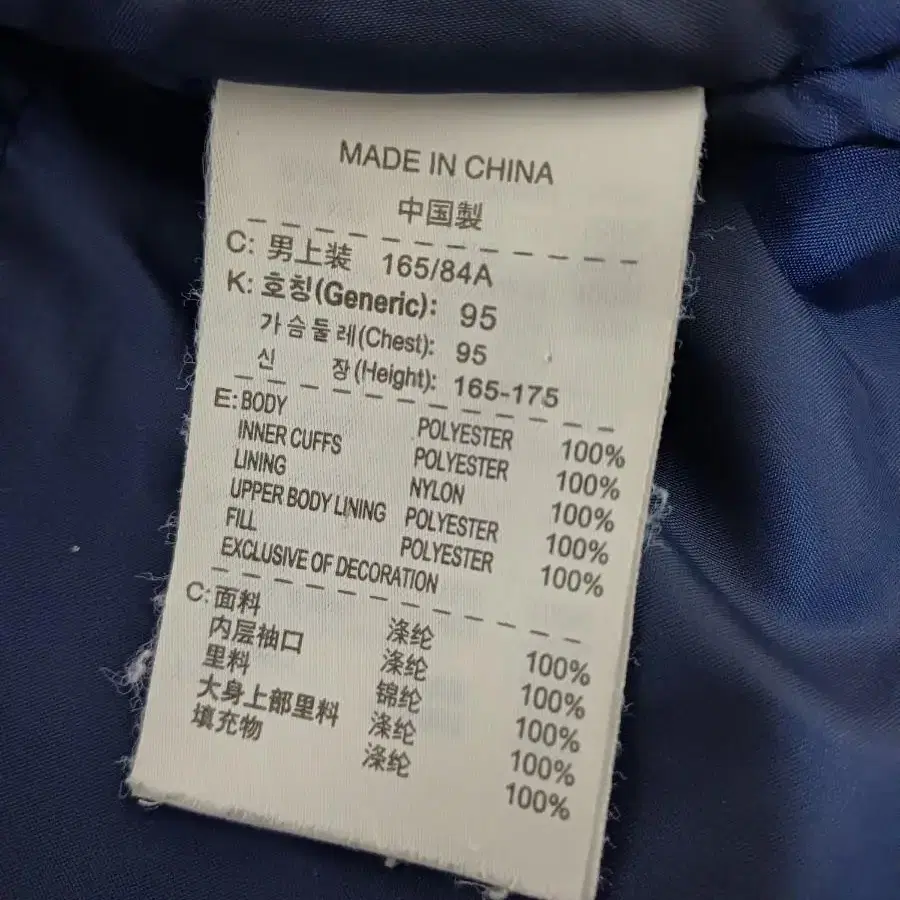 MADE IN CHINA
中国製
C: 男上装 165/84A
K: 호칭(Generic): 95
가슴둘레(Chest): 95
신 장(Height): 165-175
E: BODY POLYESTER 100%
INNER CUFFS POLYESTER 100%
LINING NYLON 100%
UPPER BODY LINING POLYESTER 100%
FILL POLYESTER 100%
EXCLUSIVE OF DECORATION
C: 面料 涤纶 100%
内层袖口 涤纶 100%
里料 锦纶 100%
大身上部里料 涤纶 100%
填充物 涤纶 100%